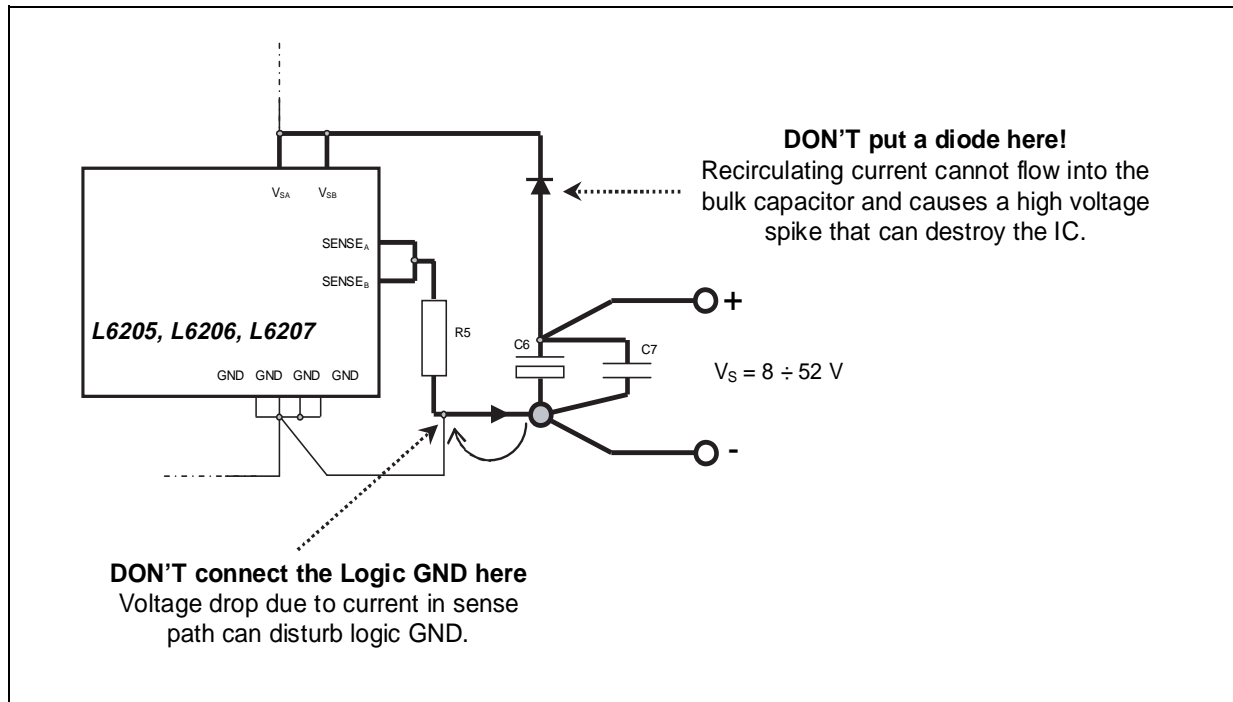 DON'T put a diode here!
Recirculating current cannot flow into the
bulk capacitor and causes a high voltage
spike that can destroy the IC.
VSA VSB
SENSEA
SENSEB
L6205, L6206, L6207
R5
C6
C7
+
VS = 8 ÷ 52 V
-
GND GND GND GND
DON'T connect the Logic GND here
Voltage drop due to current in sense
path can disturb logic GND.